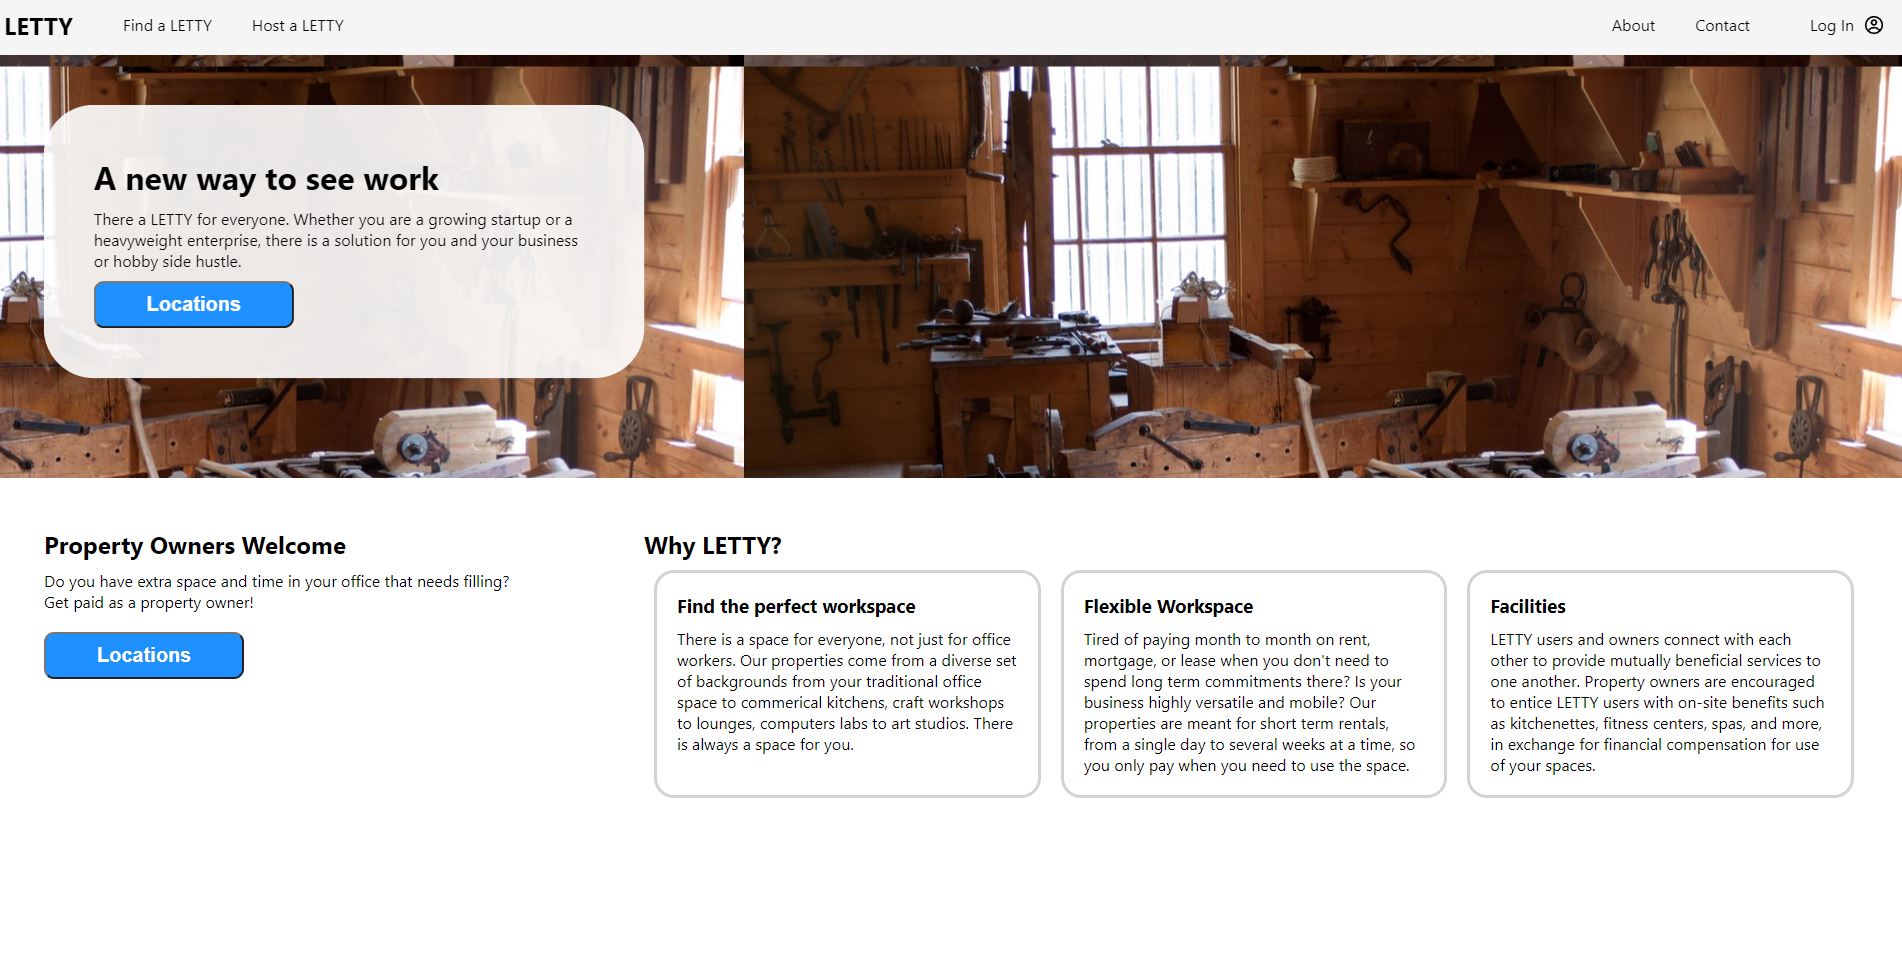 LETTY
Find a LETTY
Host a LETTY
About
Contact
Log In
A new way to see work
There a LETTY for everyone. Whether you are a growing startup or a
heavyweight enterprise, there is a solution for you and your business
or hobby side hustle.
Locations
Property Owners Welcome
Do you have extra space and time in your office that needs filling?
Get paid as a property owner!
Locations
Why LETTY?
Find the perfect workspace
There is a space for everyone, not just for office
workers. Our properties come from a diverse set
of backgrounds from your traditional office
space to commerical kitchens, craft workshops
to lounges, computers labs to art studios. There
is always a space for you.
Flexible Workspace
Tired of paying month to month on rent,
mortgage, or lease when you don't need to
spend long term commitments there? Is your
business highly versatile and mobile? Our
properties are meant for short term rentals,
from a single day to several weeks at a time, so
you only pay when you need to use the space.
Facilities
LETTY users and owners connect with each
other to provide mutually beneficial services to
one another. Property owners are encouraged
to entice LETTY users with on-site benefits such
as kitchenettes, fitness centers, spas, and more,
in exchange for financial compensation for use
of your spaces.